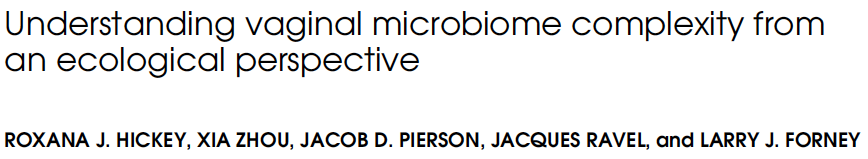 Understanding vaginal microbiome complexity from
an ecological perspective
ROXANA J. HICKEY, XIA ZHOU, JACOB D. PIERSON, JACQUES RAVEL, and LARRY J. FORNEY